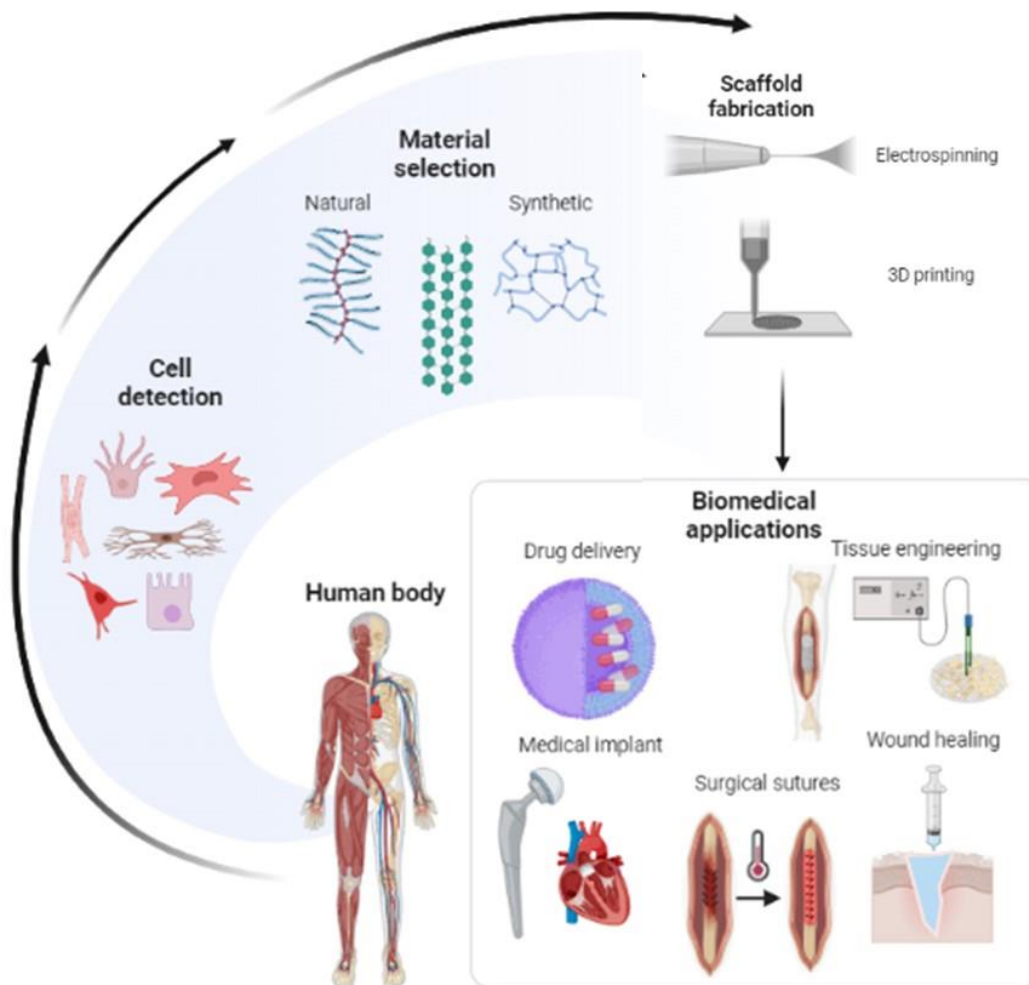 Scaffold
fabrication
Electrospinning
3D printing
Material
selection
Natural
Synthetic
Cell
detection
Human body
Biomedical
applications
Drug delivery
Tissue engineering
Medical implant
Surgical sutures
Wound healing